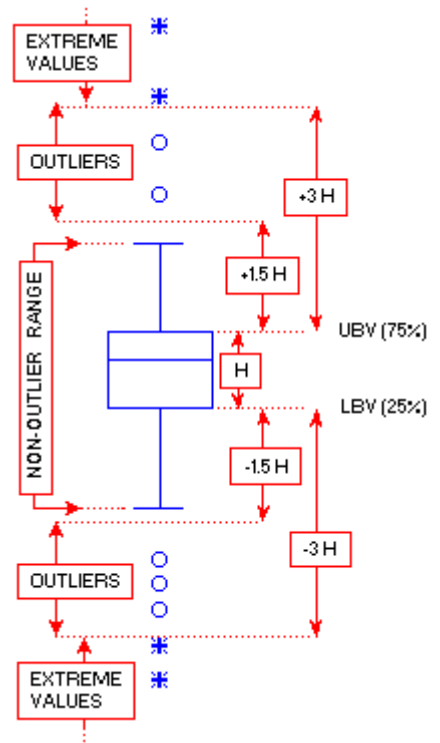 EXTREME
VALUES
OUTLIERS
+3 H
+1.5 H
NON-OUTLIER RANGE
UBV (75%)
H
LBV (25%)
-1.5 H
-3 H
OUTLIERS
EXTREME
VALUES